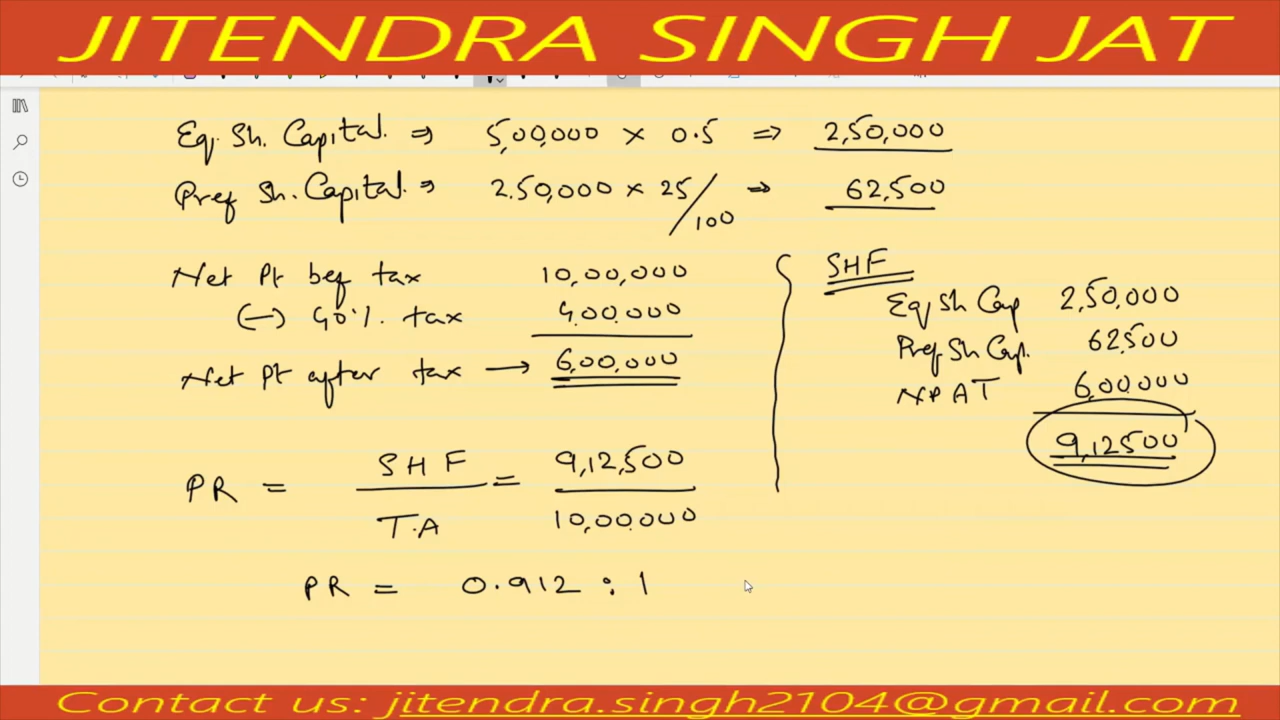 JITENDRA SINGH JAT
Eq. Sh. Capital. ⇒ 5,00,000 × 0.5 ⇒ 2,50,000
Pref Sh. Capital. ⇒ 2.50,000 × 25/100 ⇒ 62,500
Net Pt bef tax 10,00,000
(-) 40%. tax 4,00,000
Net Pt after tax → 6,00,000
SHF
Eq Sh Cap 2,50,000
Pref Sh Cap. 62,500
NPAT 6,00,000
9,12500
PR = SHF / T.A = 9,12,500 / 10,00,000
PR = 0.912 : 1
Contact us: jitendra.singh2104@gmail.com